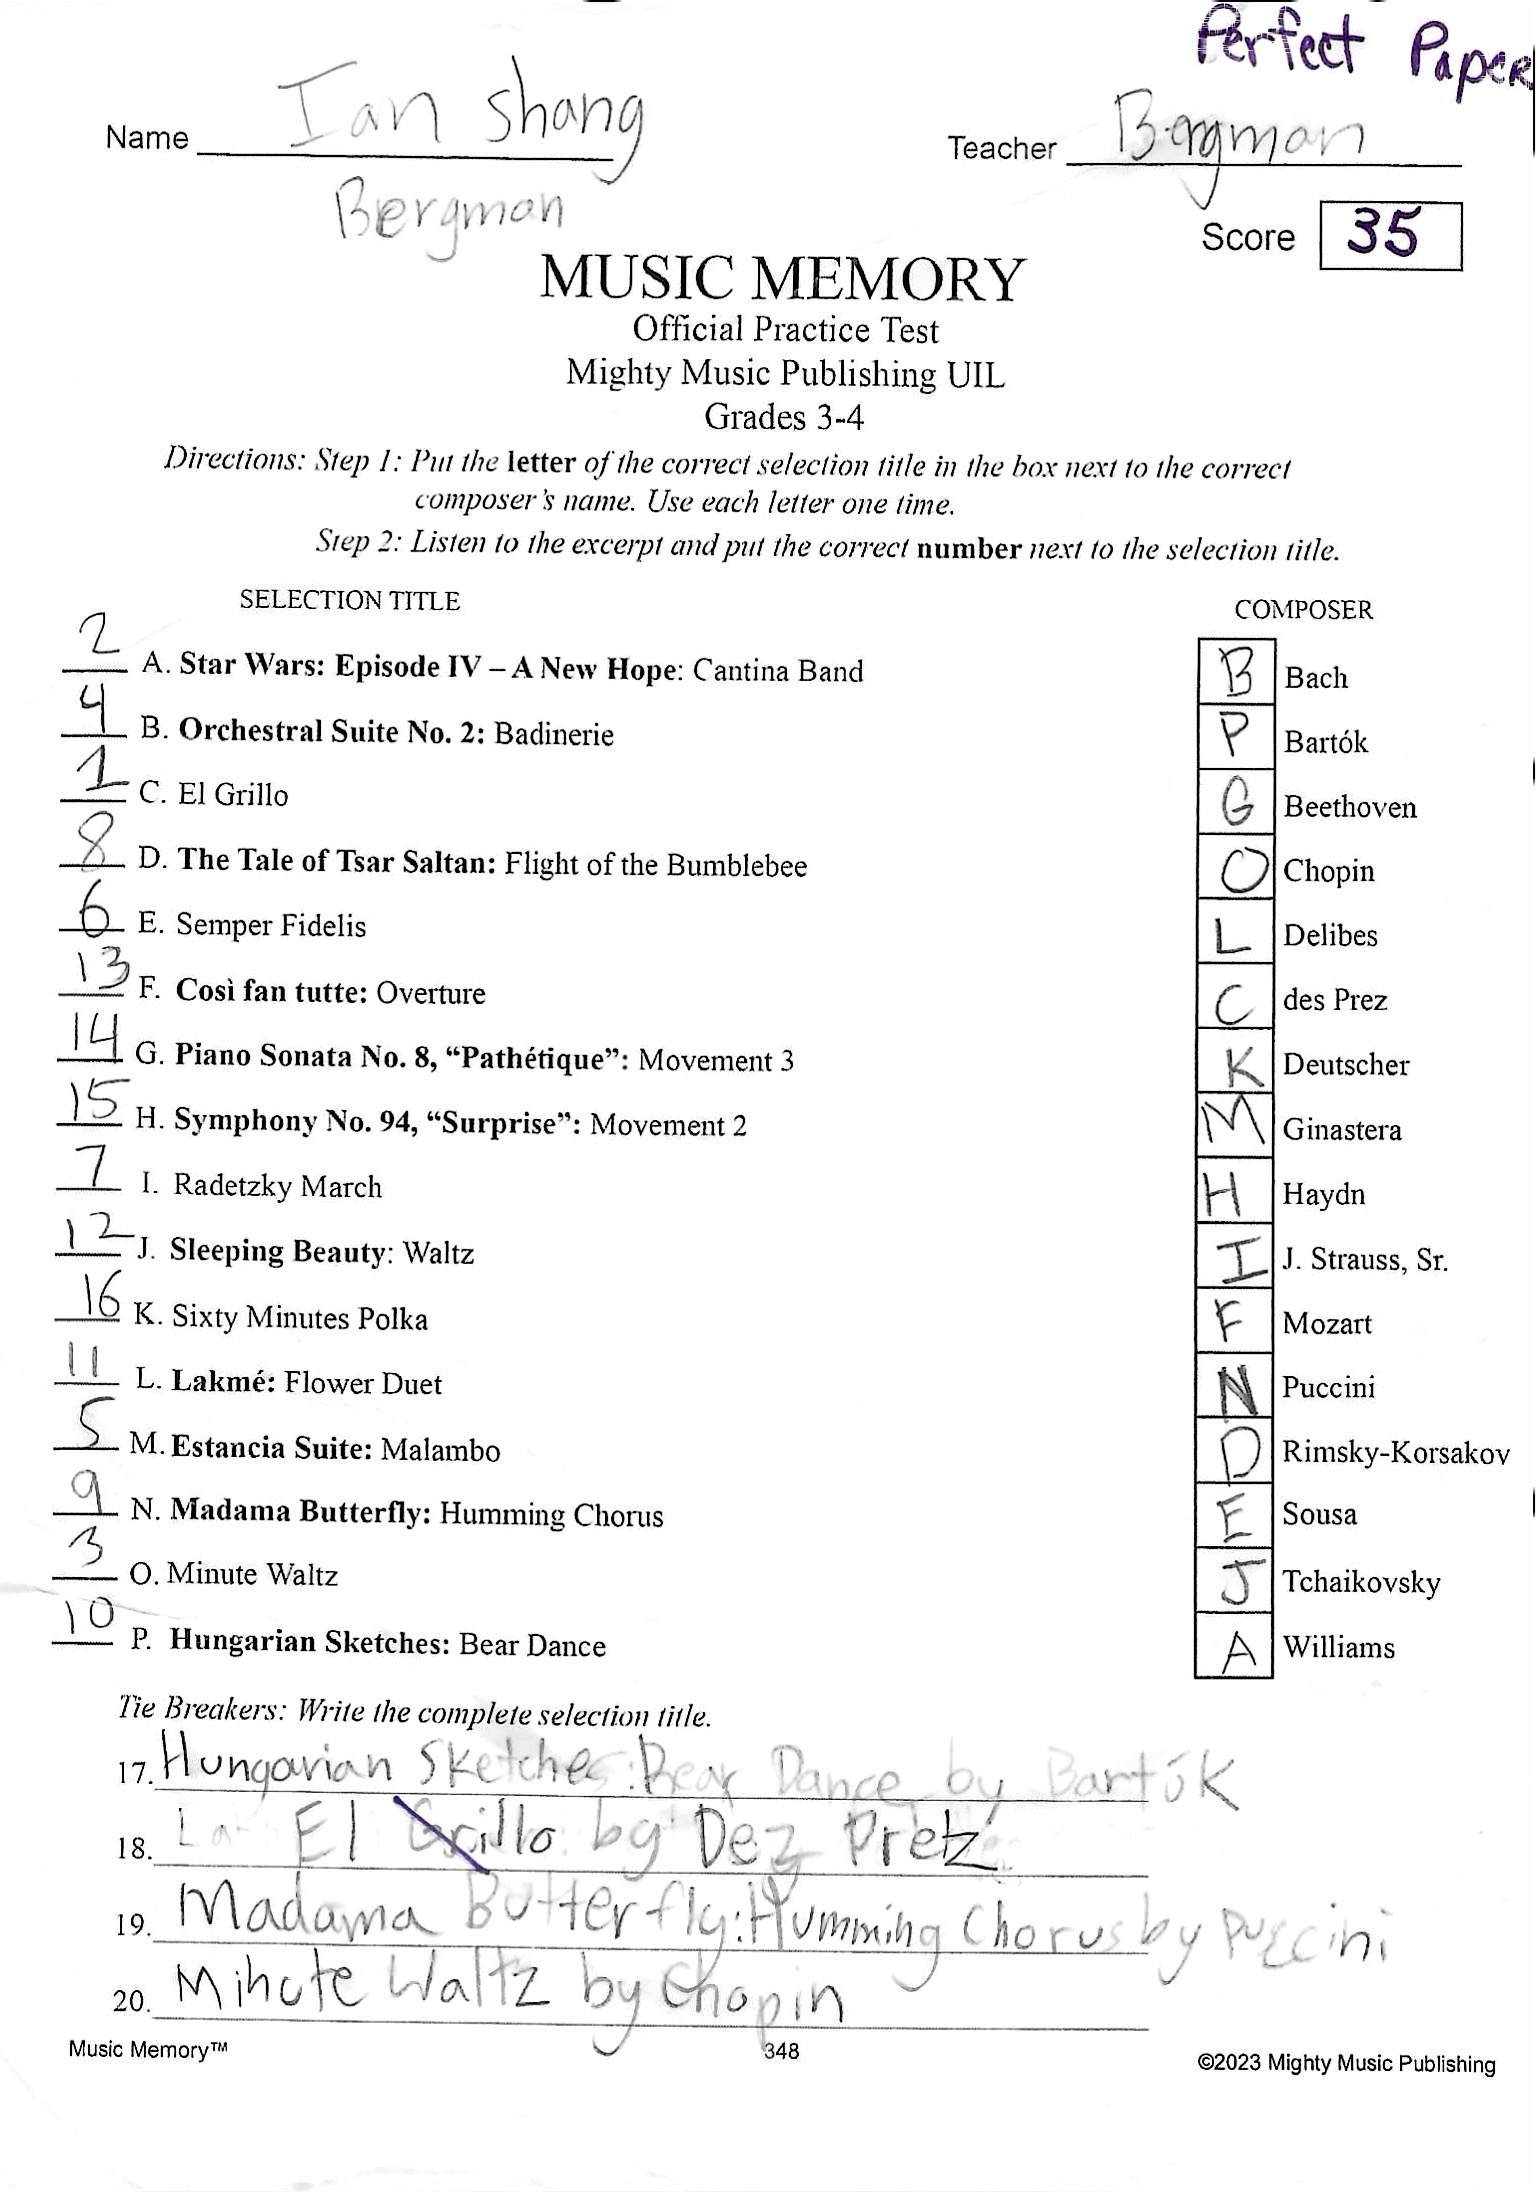 Perfect Paper
Name Ian Shang
Teacher Bergman
Bergman
Score 35
MUSIC MEMORY
Official Practice Test
Mighty Music Publishing UIL
Grades 3-4
Directions: Step 1: Put the letter of the correct selection title in the box next to the correct
composer's name. Use each letter one time.
Step 2: Listen to the excerpt and put the correct number next to the selection title.
SELECTION TITLE
COMPOSER
2 A. Star Wars: Episode IV – A New Hope: Cantina Band
B Bach
4 B. Orchestral Suite No. 2: Badinerie
P Bartók
1 C. El Grillo
G Beethoven
8 D. The Tale of Tsar Saltan: Flight of the Bumblebee
O Chopin
6 E. Semper Fidelis
L Delibes
13 F. Così fan tutte: Overture
C des Prez
14 G. Piano Sonata No. 8, “Pathétique”: Movement 3
K Deutscher
15 H. Symphony No. 94, “Surprise”: Movement 2
M Ginastera
7 I. Radetzky March
H Haydn
12 J. Sleeping Beauty: Waltz
I J. Strauss, Sr.
16 K. Sixty Minutes Polka
F Mozart
11 L. Lakmé: Flower Duet
N Puccini
5 M. Estancia Suite: Malambo
D Rimsky-Korsakov
9 N. Madama Butterfly: Humming Chorus
E Sousa
3 O. Minute Waltz
J Tchaikovsky
10 P. Hungarian Sketches: Bear Dance
A Williams
Tie Breakers: Write the complete selection title.
17. Hungarian Sketches: Bear Dance by Bartók
18. El Grillo by Dez Pretz
19. Madama Butterfly: Humming Chorus by Puccini
20. Minute Waltz by Chopin
Music Memory™
348
©2023 Mighty Music Publishing